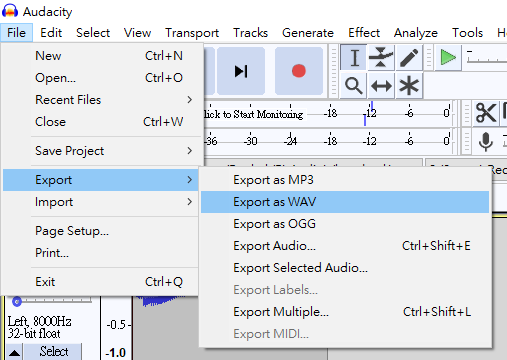 Audacity
File Edit Select View Transport Tracks Generate Effect Analyze Tools
New Ctrl+N
Open... Ctrl+O
Recent Files >
Close Ctrl+W
Save Project >
Export >
Import >
Page Setup...
Print...
Exit Ctrl+Q
Export as MP3
Export as WAV
Export as OGG
Export Audio... Ctrl+Shift+E
Export Selected Audio...
Export Labels...
Export Multiple... Ctrl+Shift+L
Export MIDI...
lick to Start Monitoring -18 -12 -6 0
-36 -30 -24 -18 -12 -6 0
Left, 8000Hz
32-bit float
Select
-0.5-
-1.0